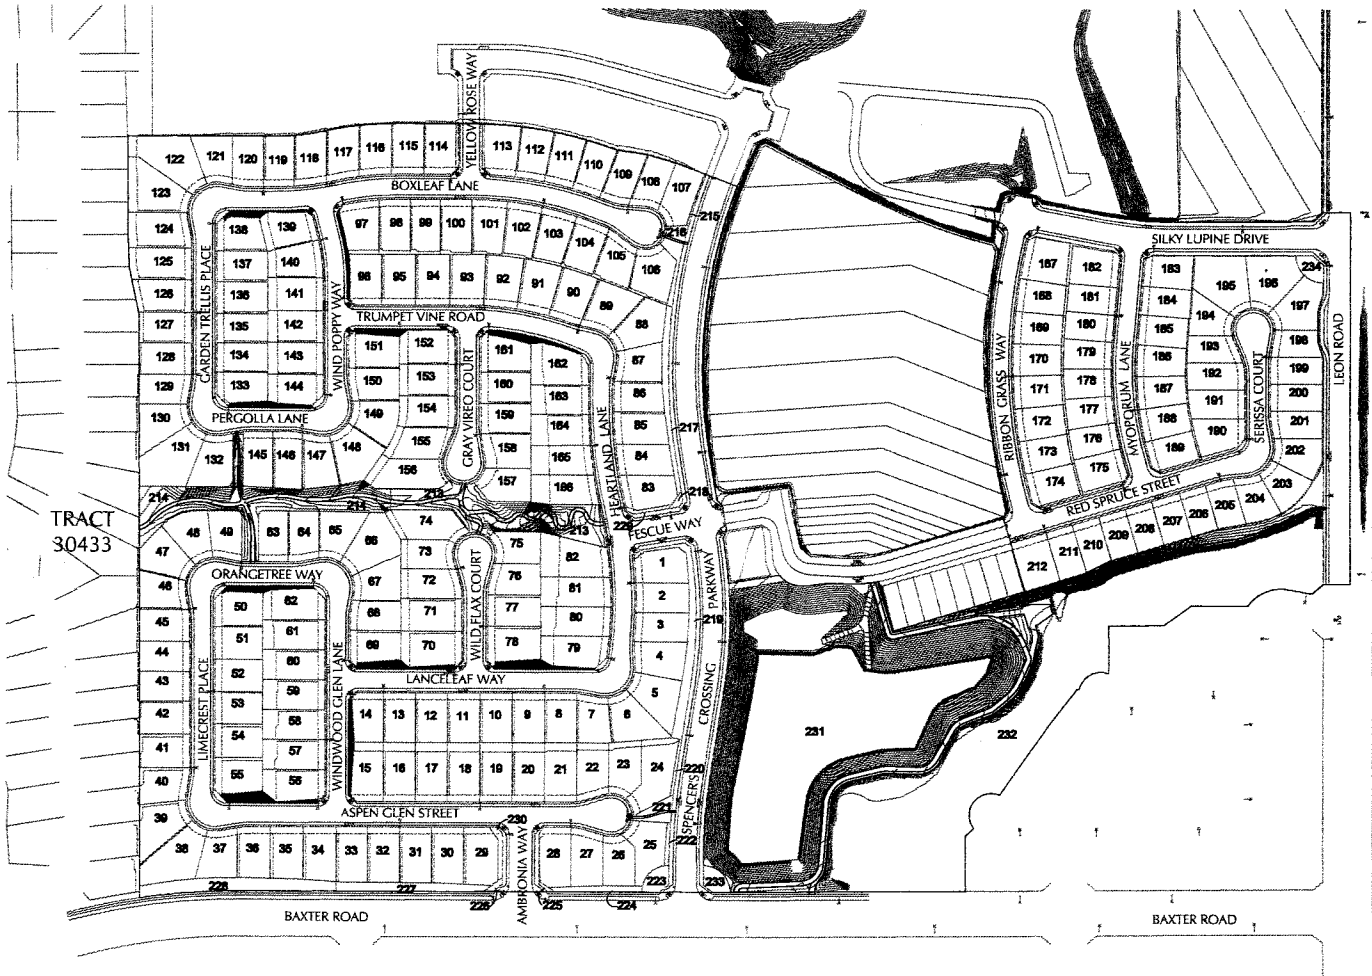 YELLOW ROSE WAY
122 121 120 119 118 117 116 115 114
113 112 111 110 109 108 107
BOXLEAF LANE
123
124
125
126
127
128
129
130
131
132
GARDEN TRELLIS PLACE
138 139
137 140
136 141
135 142
134 143
133 144
WIND POPPY WAY
97 98 99 100 101 102 103 104 105 106
96 95 94 93 92 91 90 89
88
87
86
85
84
83
215
216
217
218
TRUMPET VINE ROAD
151 152
150 153
149 154
155
156
GRAY VIREO COURT
161 162
160 163
159 164
158 165
157 166
HEARTLAND LANE
PERGOLLA LANE
145 146 147 148
214
214
213
213
229
FESCUE WAY
TRACT
30433
47 48 49
63 64 65 66
74
75
82
ORANGETREE WAY
46
45
44
43
42
41
40
39
LIMECREST PLACE
50 62
51 61
52 60
53 59
54 58
57
55 56
WINDWOOD GLEN LANE
67 73
72
68 71
69 70
WILD FLAX COURT
76 81
77 80
78 79
LANCELEAF WAY
1
2
3
4
5
6
14 13 12 11 10 9 8 7
15 16 17 18 19 20 21 22 23 24
SPENCER'S CROSSING PARKWAY
219
220
221
222
ASPEN GLEN STREET
230
38 37 36 35 34 33 32 31 30 29
28 27 26 25
AMBRONIA WAY
228 227 226 225 224 223 233
BAXTER ROAD
231
232
RIBBON GRASS WAY
SILKY LUPINE DRIVE
167 182
168 181
169 180
170 179
171 178
172 177
173 176
174 175
MYOPORUM LANE
183
184
185
186
187
188
189
195 196 234
194 197
193 198
192 199
191 200
190 201
202
203
SERISSA COURT
LEON ROAD
RED SPRUCE STREET
212 211 210 209 208 207 206 205 204
BAXTER ROAD